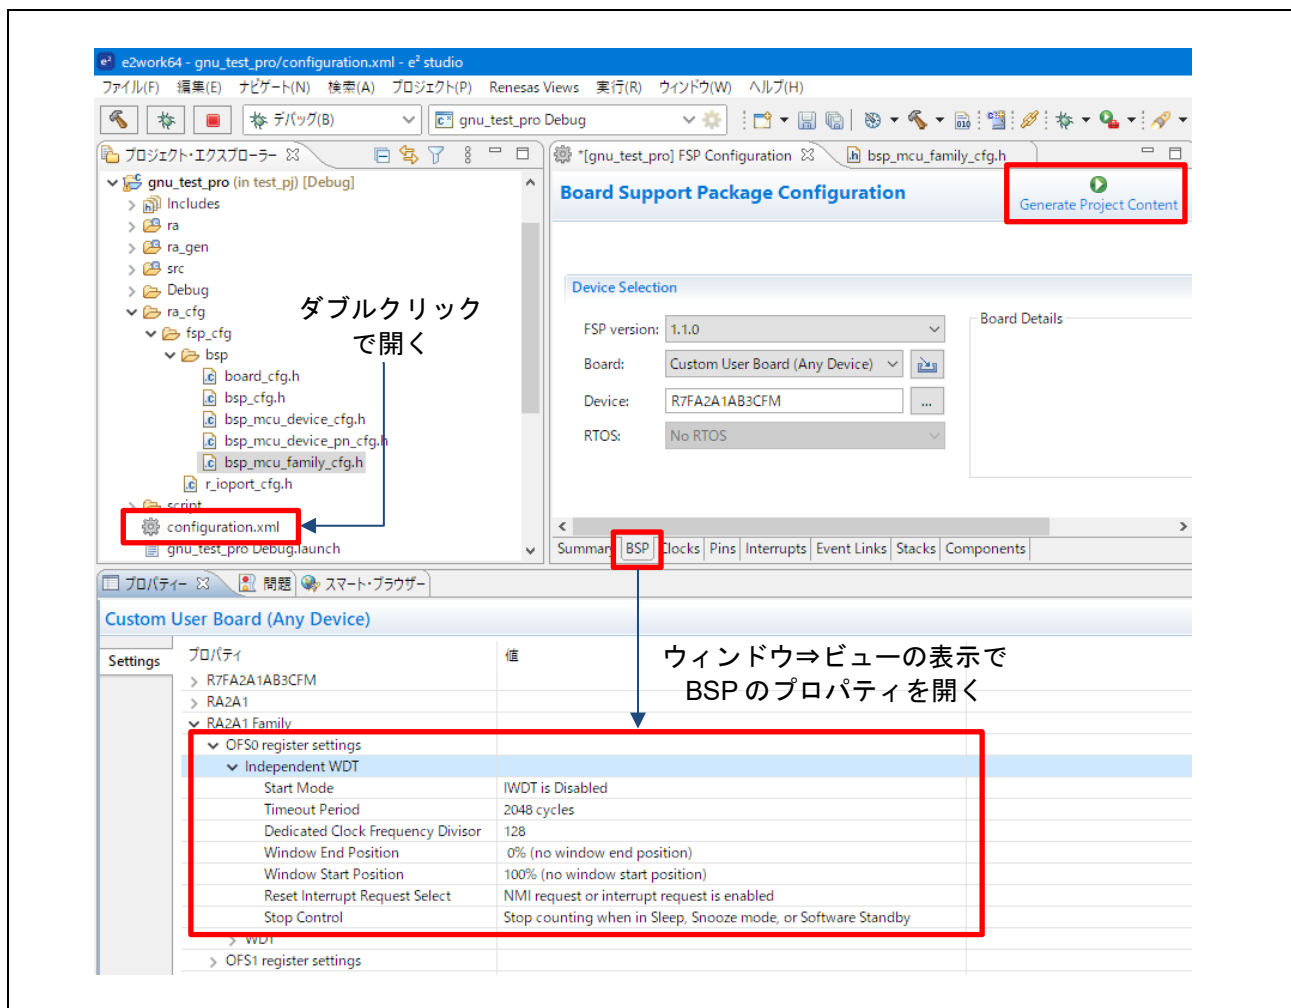 e2work64 - gnu_test_pro/configuration.xml - e² studio
ファイル(F) 編集(E) ナビゲート(N) 検索(A) プロジェクト(P) Renesas Views 実行(R) ウィンドウ(W) ヘルプ(H)
デバッグ(B) gnu_test_pro Debug
プロジェクト・エクスプローラー
*[gnu_test_pro] FSP Configuration bsp_mcu_family_cfg.h
gnu_test_pro (in test_pj) [Debug]
Includes
ra
ra_gen
src
Debug
ra_cfg
fsp_cfg
bsp
board_cfg.h
bsp_cfg.h
bsp_mcu_device_cfg.h
bsp_mcu_device_pn_cfg.h
bsp_mcu_family_cfg.h
r_ioport_cfg.h
script
configuration.xml
gnu_test_pro Debug.launch
ダブルクリック
で開く
Board Support Package Configuration
Generate Project Content
Device Selection
FSP version: 1.1.0
Board: Custom User Board (Any Device)
Device: R7FA2A1AB3CFM ...
RTOS: No RTOS
Board Details
Summary BSP Clocks Pins Interrupts Event Links Stacks Components
プロパティー 問題 スマート・ブラウザー
Custom User Board (Any Device)
Settings
プロパティ 値
R7FA2A1AB3CFM
RA2A1
RA2A1 Family
OFS0 register settings
Independent WDT
Start Mode IWDT is Disabled
Timeout Period 2048 cycles
Dedicated Clock Frequency Divisor 128
Window End Position 0% (no window end position)
Window Start Position 100% (no window start position)
Reset Interrupt Request Select NMI request or interrupt request is enabled
Stop Control Stop counting when in Sleep, Snooze mode, or Software Standby
WDT
OFS1 register settings
ウィンドウ⇒ビューの表示で
BSP のプロパティを開く